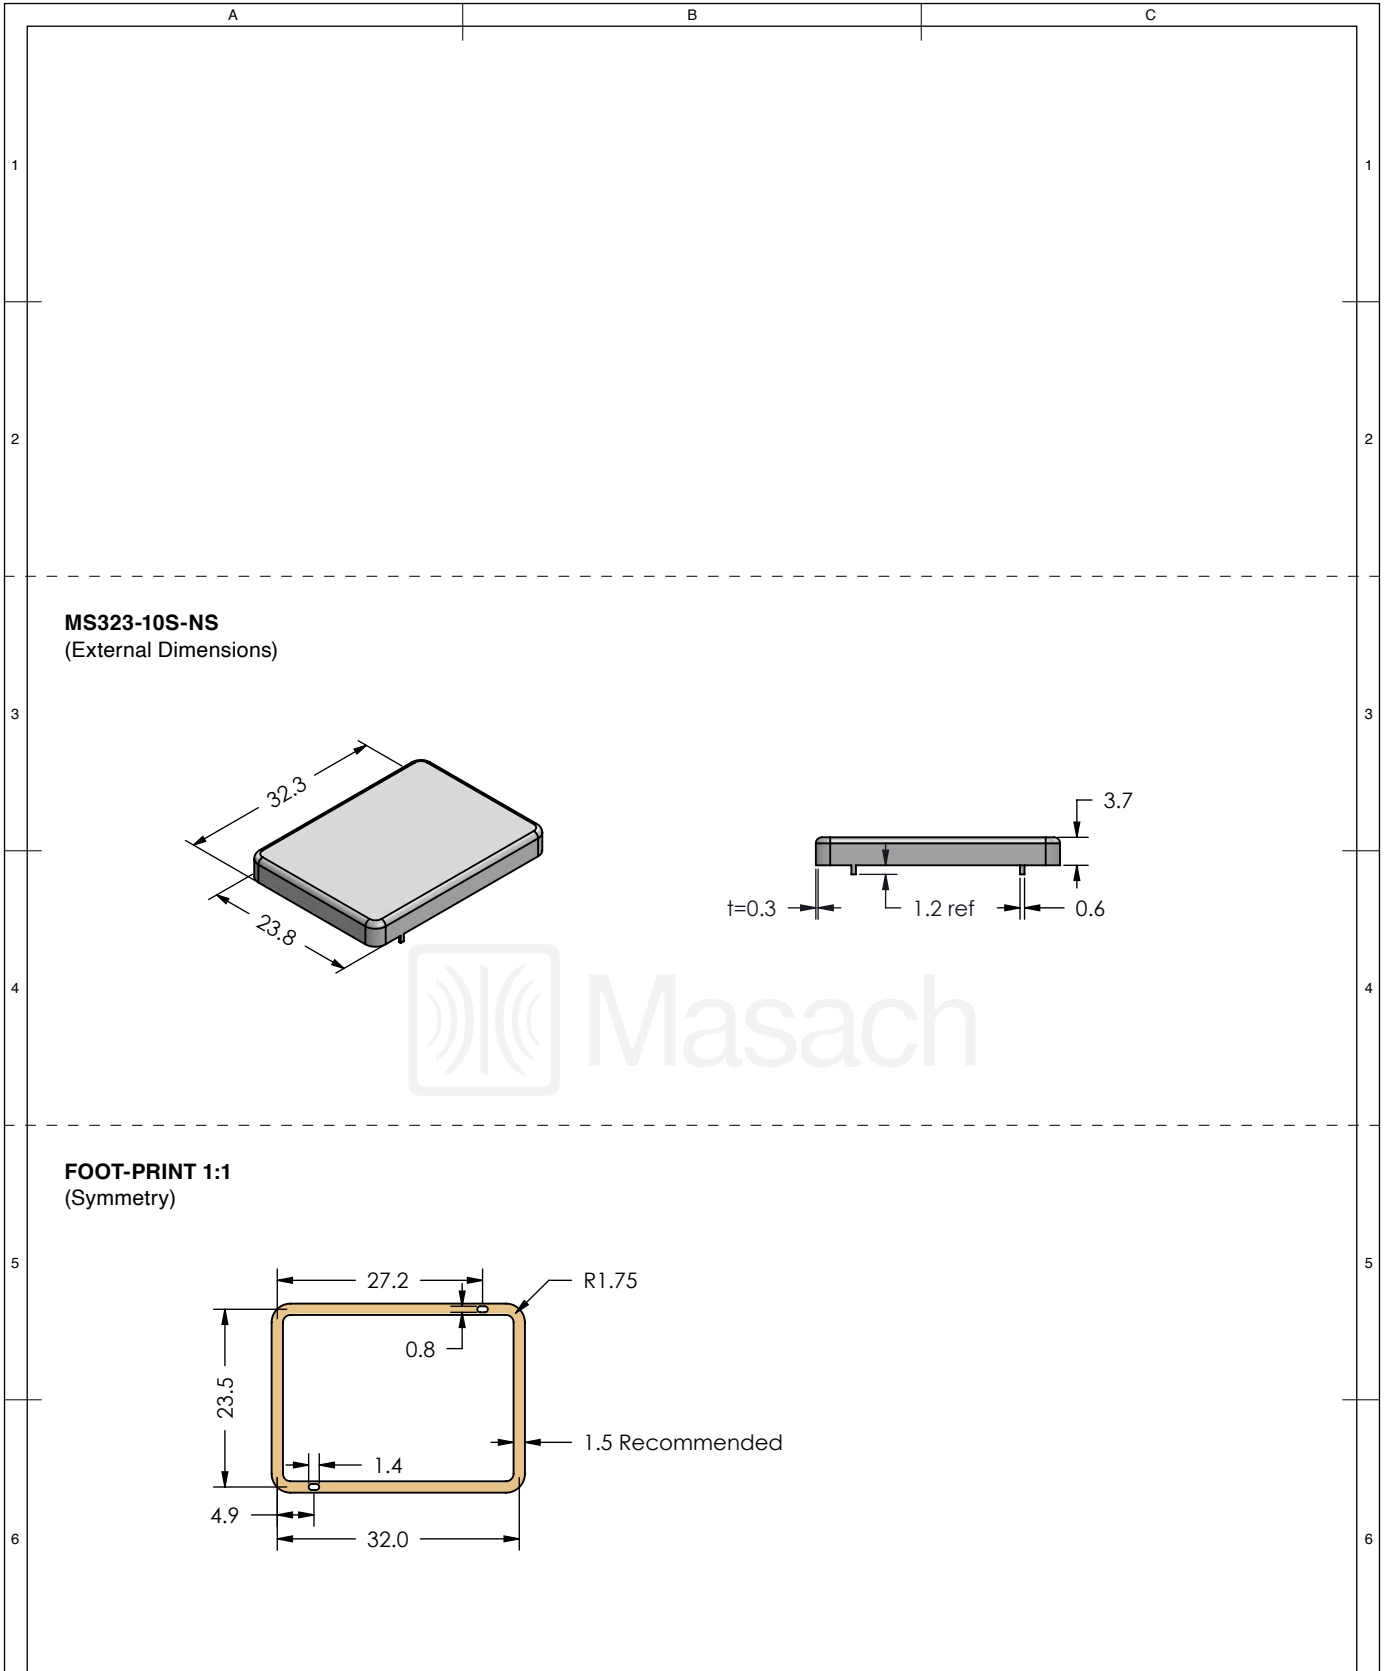 A
B
C
1
1
2
2
MS323-10S-NS
(External Dimensions)
3
3
32.3
23.8
3.7
t=0.3
1.2 ref
0.6
Masach
4
4
FOOT-PRINT 1:1
(Symmetry)
5
5
27.2
R1.75
0.8
23.5
1.5 Recommended
1.4
4.9
32.0
6
6